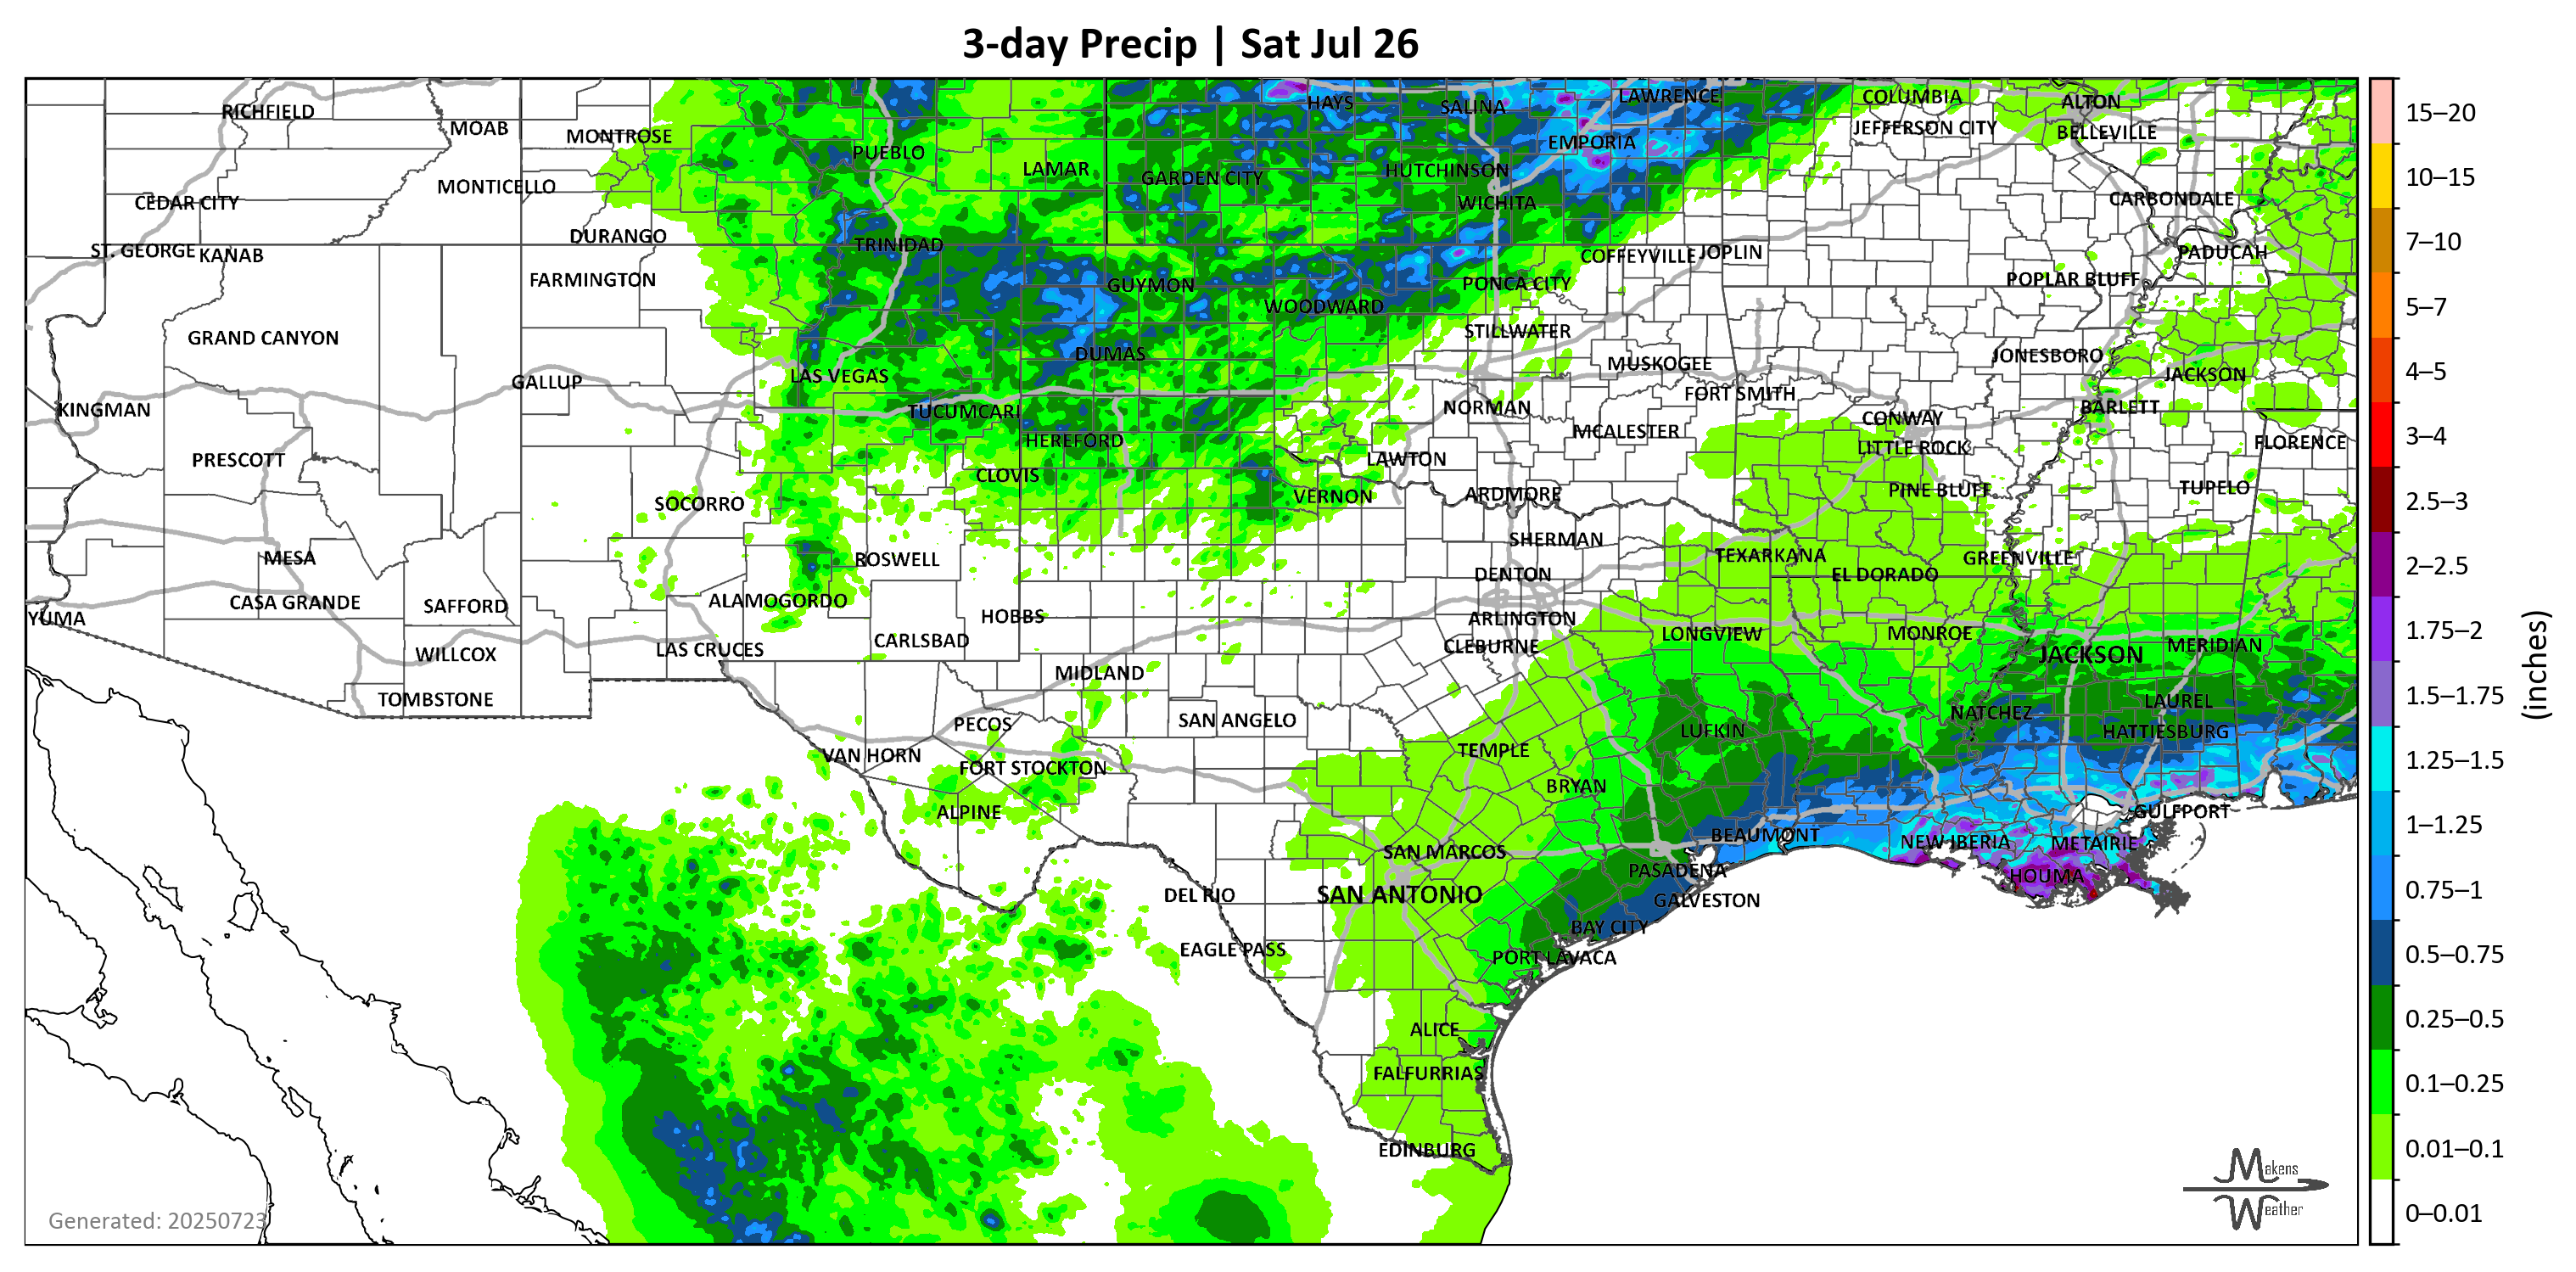 3-day Precip | Sat Jul 26
RICHFIELD
MOAB
MONTROSE
PUEBLO
LAMAR
HAYS
SALINA
LAWRENCE
COLUMBIA
ALTON
JEFFERSON CITY
BELLEVILLE
EMPORIA
HUTCHINSON
GARDEN CITY
MONTICELLO
CEDAR CITY
WICHITA
CARBONDALE
DURANGO
TRINIDAD
ST. GEORGE
KANAB
COFFEYVILLE
JOPLIN
PADUCAH
FARMINGTON
GUYMON
PONCA CITY
POPLAR BLUFF
WOODWARD
GRAND CANYON
STILLWATER
DUMAS
JONESBORO
MUSKOGEE
GALLUP
LAS VEGAS
JACKSON
FORT SMITH
KINGMAN
TUCUMCARI
NORMAN
CONWAY
BARLETT
HEREFORD
MCALESTER
LITTLE ROCK
FLORENCE
PRESCOTT
LAWTON
CLOVIS
PINE BLUFF
TUPELO
SOCORRO
VERNON
ARDMORE
MESA
ROSWELL
SHERMAN
TEXARKANA
GREENVILLE
DENTON
EL DORADO
CASA GRANDE
SAFFORD
ALAMOGORDO
HOBBS
YUMA
ARLINGTON
CARLSBAD
LONGVIEW
MONROE
WILLCOX
LAS CRUCES
CLEBURNE
JACKSON
MERIDIAN
MIDLAND
TOMBSTONE
PECOS
SAN ANGELO
NATCHEZ
LAUREL
LUFKIN
HATTIESBURG
VAN HORN
TEMPLE
FORT STOCKTON
BRYAN
ALPINE
GULFPORT
BEAUMONT
NEW IBERIA
METAIRIE
SAN MARCOS
PASADENA
HOUMA
DEL RIO
SAN ANTONIO
GALVESTON
BAY CITY
EAGLE PASS
PORT LAVACA
ALICE
FALFURRIAS
EDINBURG
Generated: 20250723
Makens
Weather
15–20
10–15
7–10
5–7
4–5
3–4
2.5–3
2–2.5
1.75–2
1.5–1.75
1.25–1.5
1–1.25
0.75–1
0.5–0.75
0.25–0.5
0.1–0.25
0.01–0.1
0–0.01
(inches)